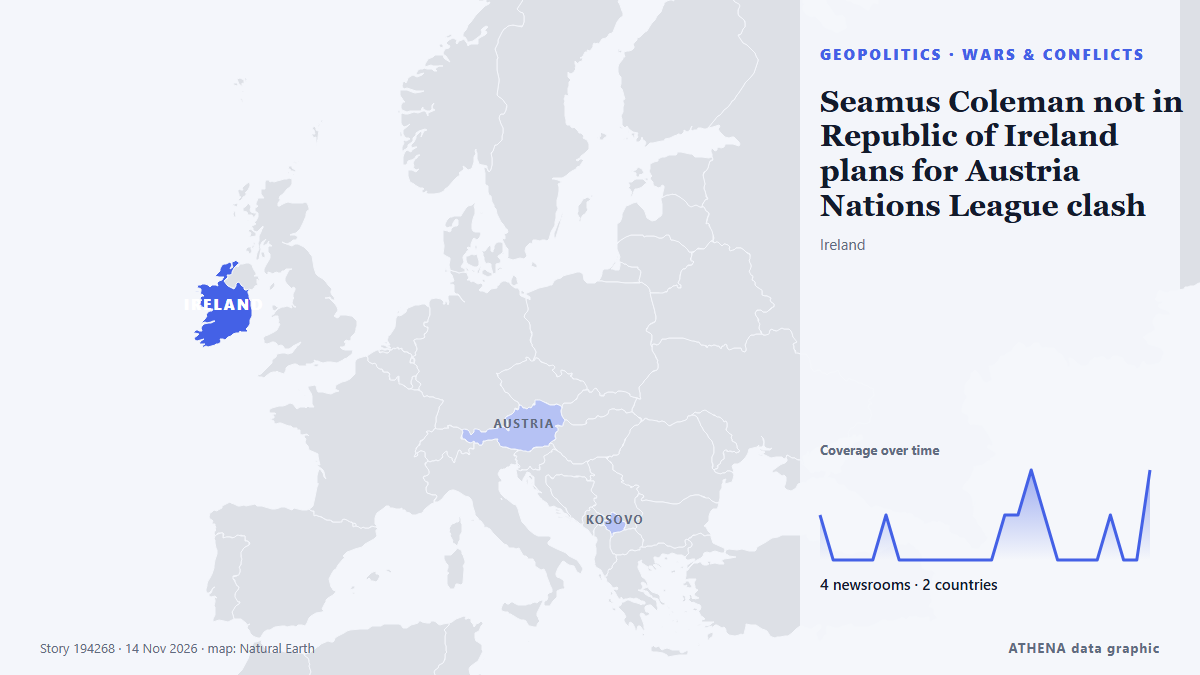 GEOPOLITICS · WARS & CONFLICTS
Seamus Coleman not in
Republic of Ireland
plans for Austria
Nations League clash
Ireland
IRELAND
AUSTRIA
KOSOVO
Coverage over time
4 newsrooms · 2 countries
Story 194268 · 14 Nov 2026 · map: Natural Earth
ATHENA data graphic